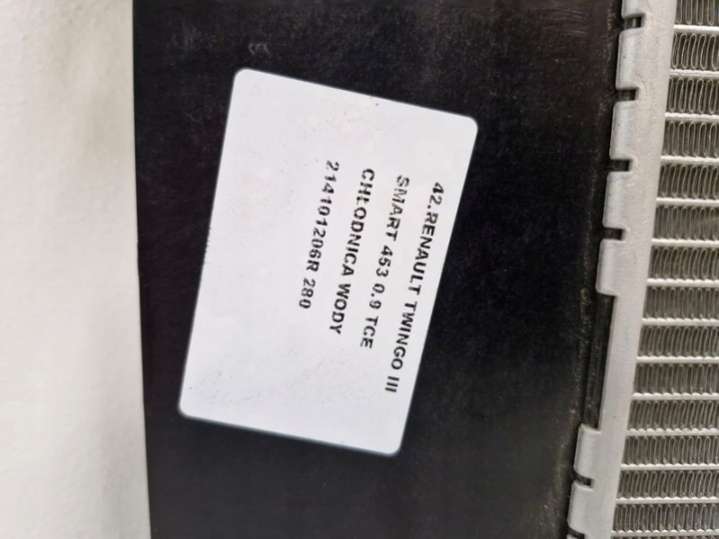 42.RENAULT TWINGO III
SMART 453 0.9 TCE
CHŁODNICA WODY
214101206R 280